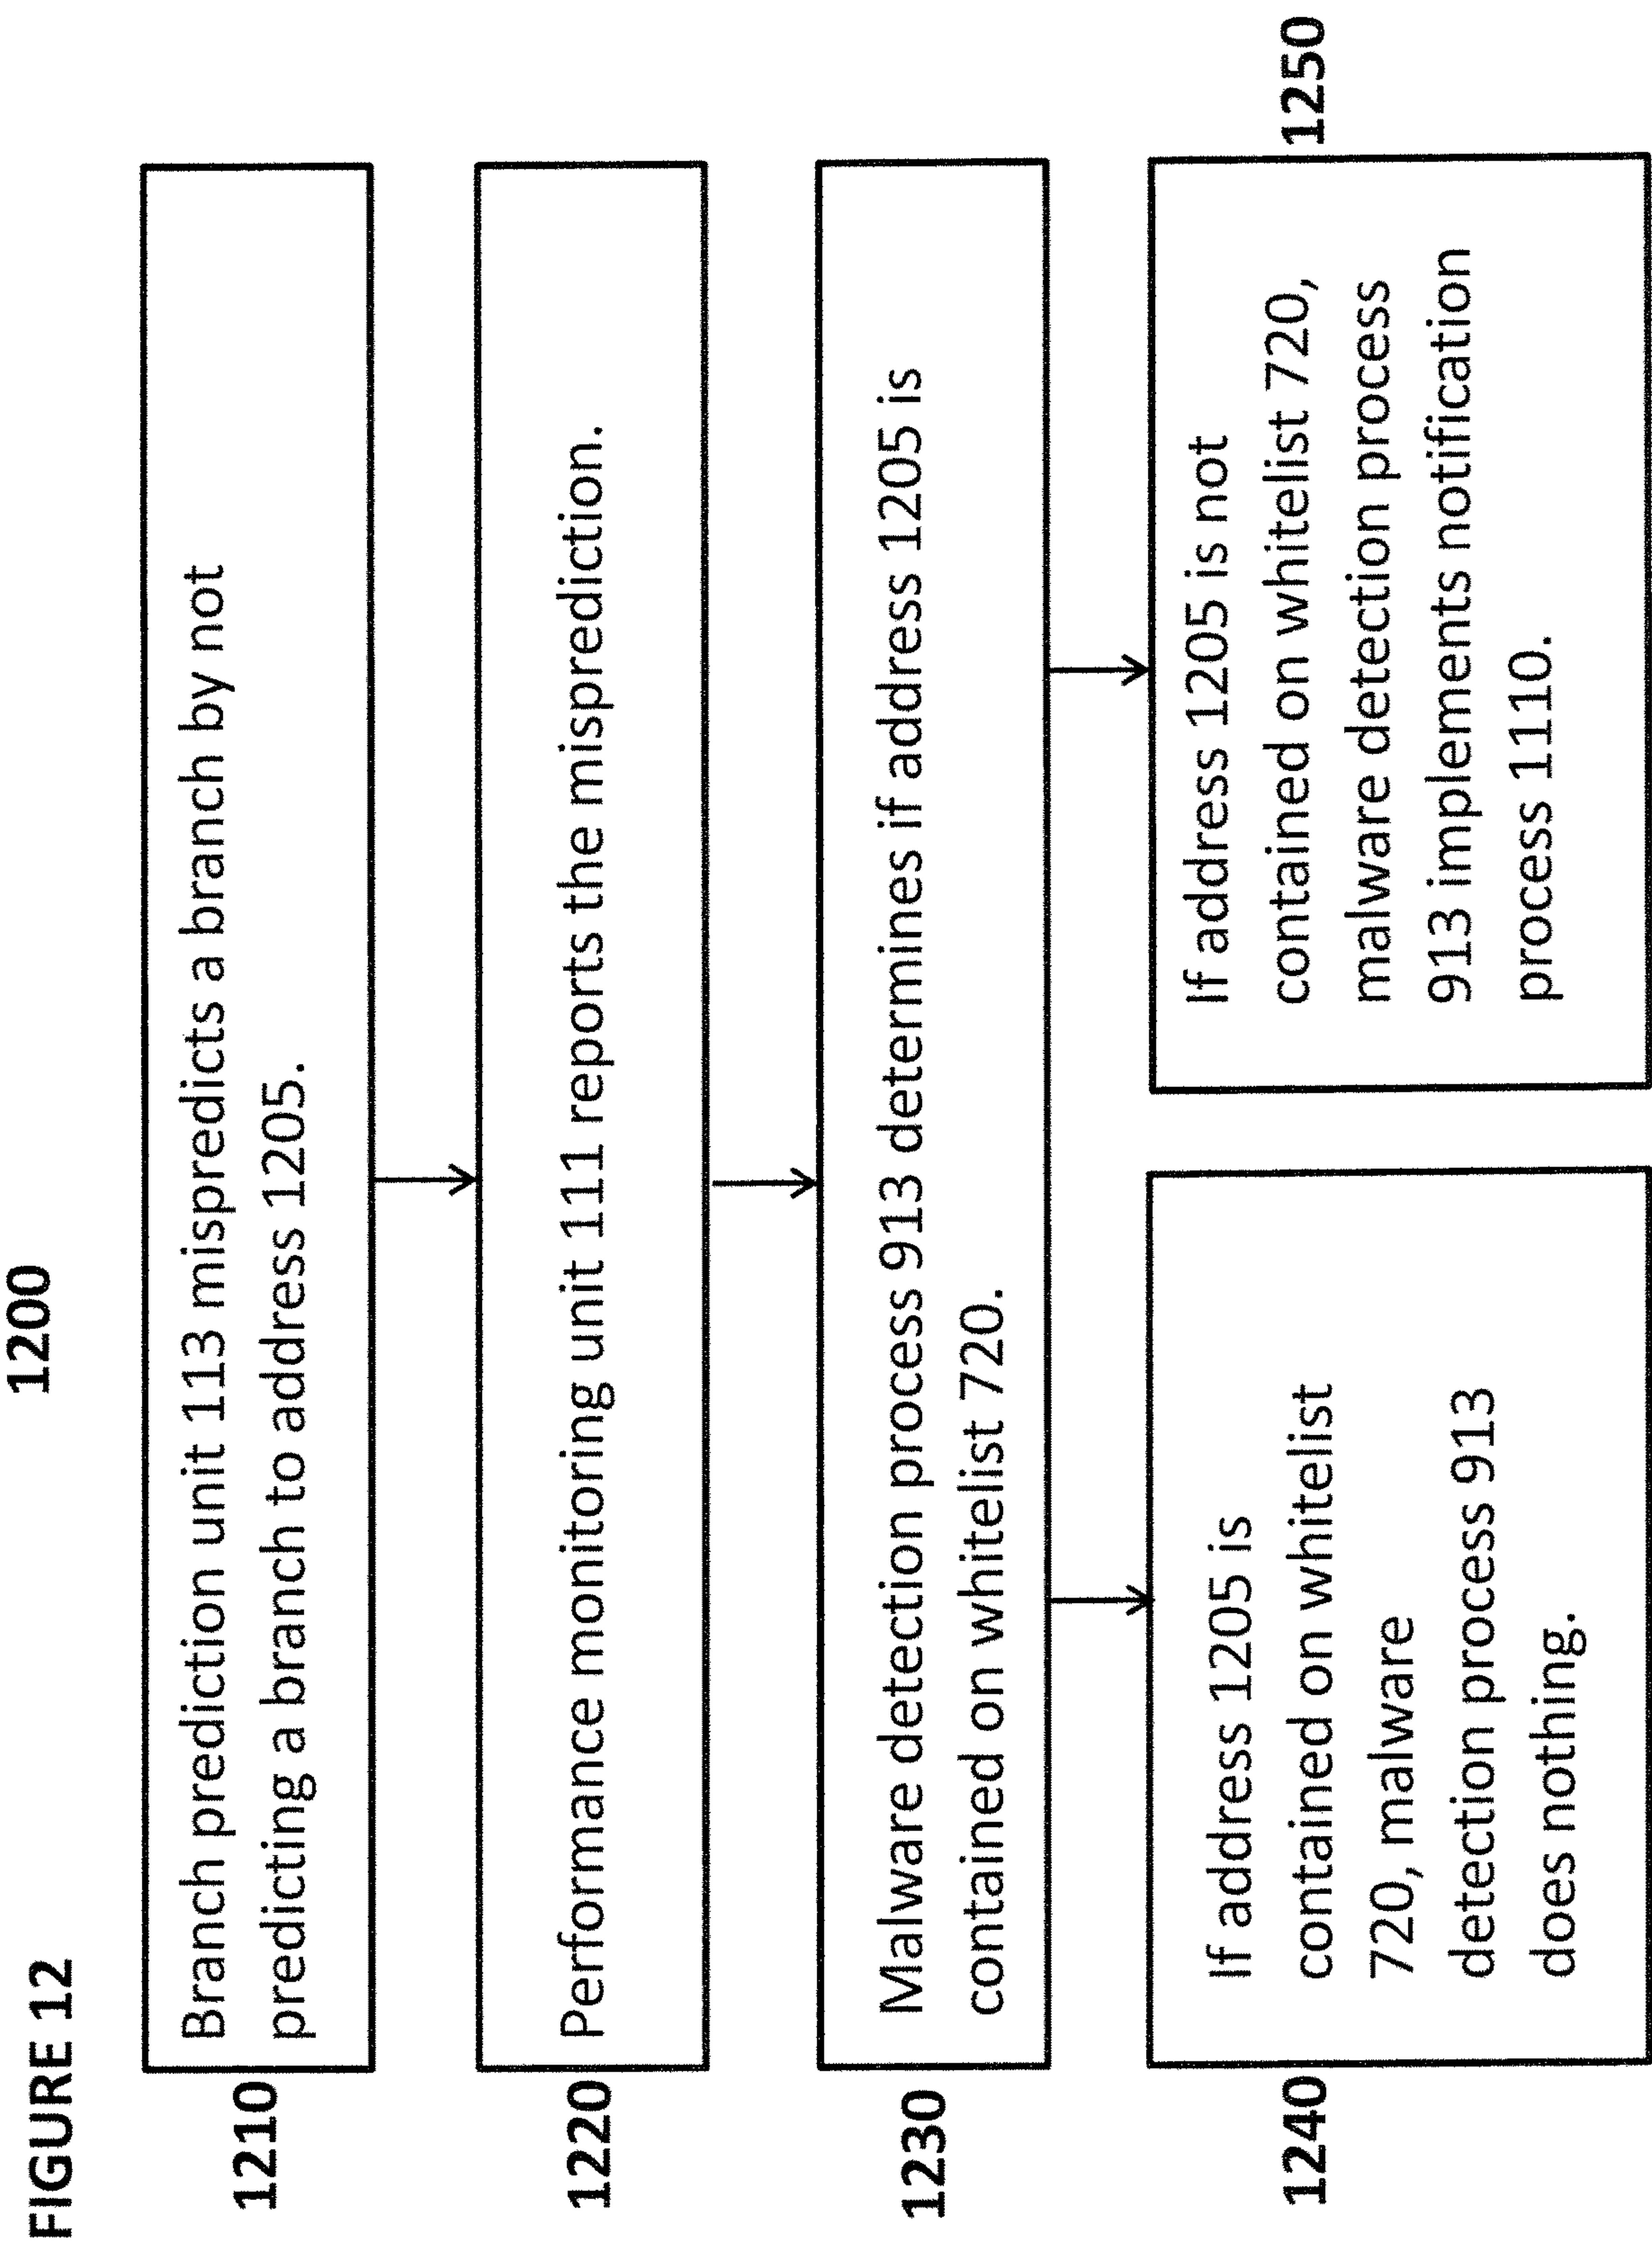 FIGURE 12
1200
1210
Branch prediction unit 113 mispredicts a branch by not
predicting a branch to address 1205.
1220
Performance monitoring unit 111 reports the misprediction.
1230
Malware detection process 913 determines if address 1205 is
contained on whitelist 720.
1240
If address 1205 is
contained on whitelist
720, malware
detection process 913
does nothing.
1250
If address 1205 is not
contained on whitelist 720,
malware detection process
913 implements notification
process 1110.